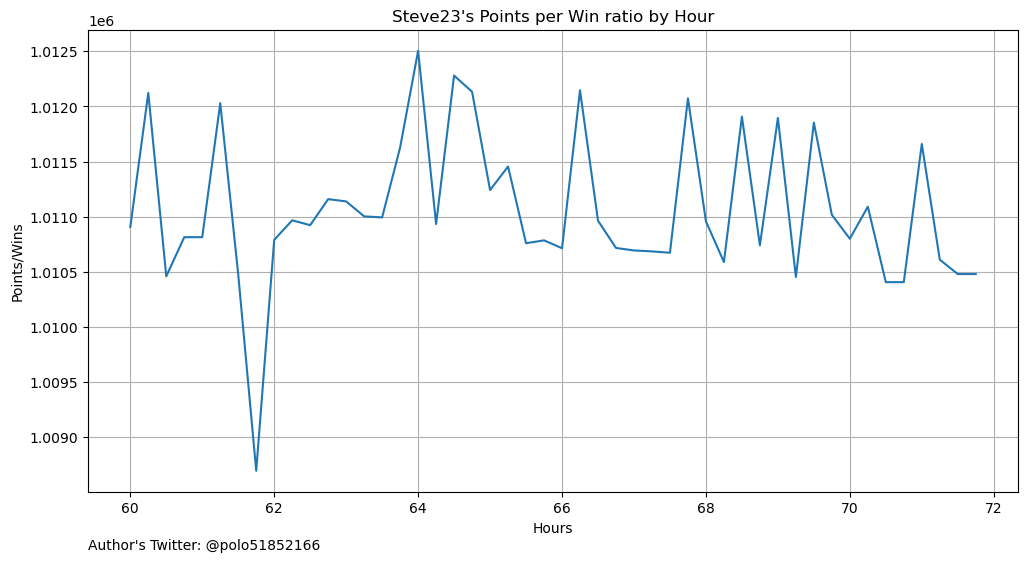 Steve23's Points per Win ratio by Hour
1e6
1.0125
1.0120
1.0115
1.0110
1.0105
1.0100
1.0095
1.0090
Points/Wins
60 62 64 66 68 70 72
Hours
Author's Twitter: @polo51852166